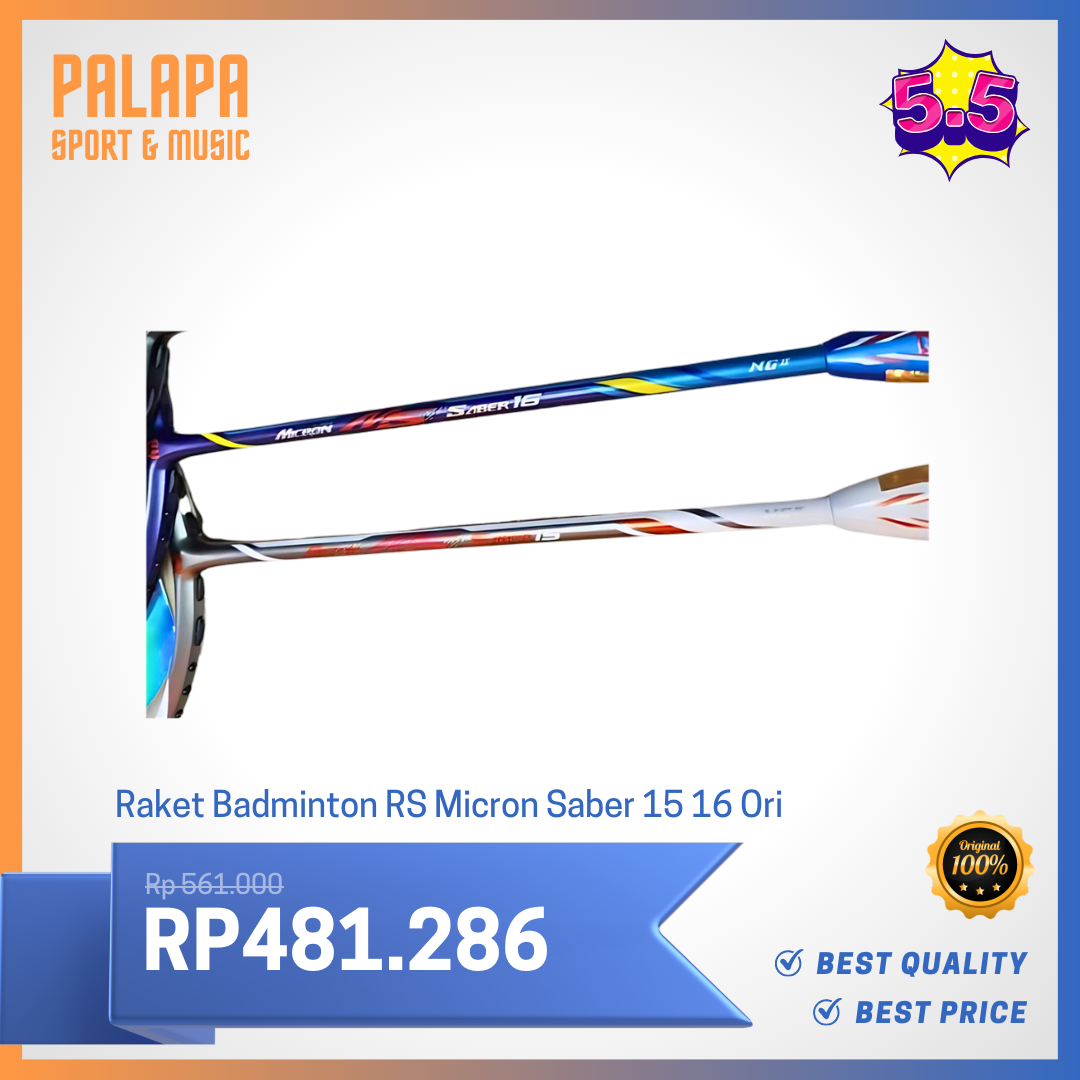 PALAPA
SPORT & MUSIC
5.5
MICRON RS SABER 16
NG II
15
Raket Badminton RS Micron Saber 15 16 Ori
Rp 561.000
RP481.286
Original
100%
BEST QUALITY
BEST PRICE